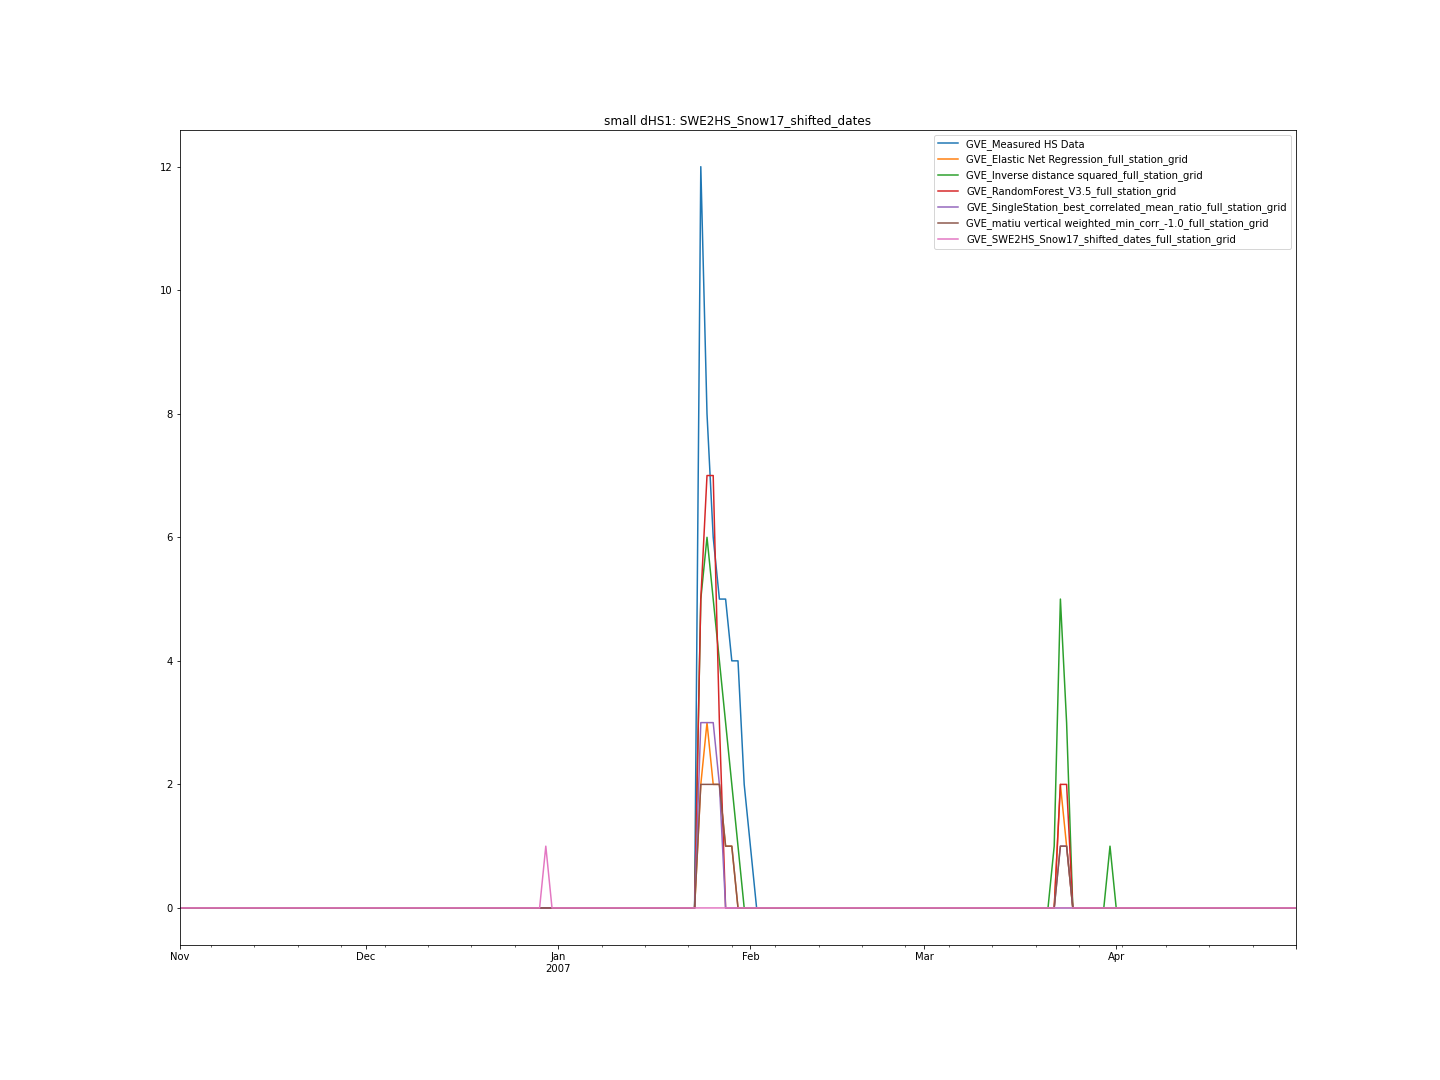 small dHS1: SWE2HS_Snow17_shifted_dates
GVE_Measured HS Data
GVE_Elastic Net Regression_full_station_grid
GVE_Inverse distance squared_full_station_grid
GVE_RandomForest_V3.5_full_station_grid
GVE_SingleStation_best_correlated_mean_ratio_full_station_grid
GVE_matiu vertical weighted_min_corr_-1.0_full_station_grid
GVE_SWE2HS_Snow17_shifted_dates_full_station_grid
12
10
8
6
4
2
0
Nov Dec Jan Feb Mar Apr
2007